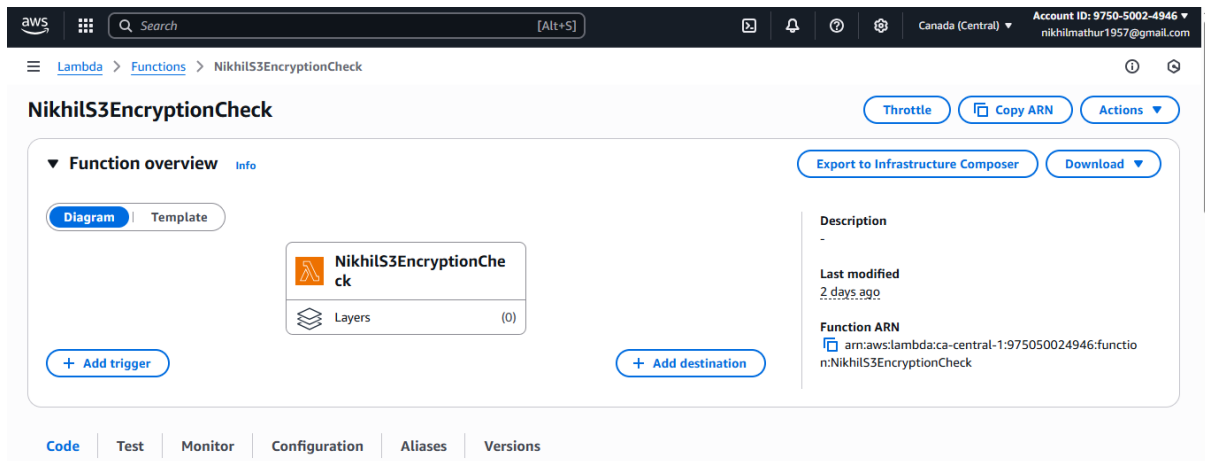 aws Search [Alt+S] Canada (Central) ▼ Account ID: 9750-5002-4946 ▼
nikhilmathur1957@gmail.com
Lambda > Functions > NikhilS3EncryptionCheck
NikhilS3EncryptionCheck Throttle Copy ARN Actions ▼
▼ Function overview Info Export to Infrastructure Composer Download ▼
Diagram Template
NikhilS3EncryptionChe
ck
Layers (0)
+ Add trigger + Add destination
Description
-
Last modified
2 days ago
Function ARN
arn:aws:lambda:ca-central-1:975050024946:functio
n:NikhilS3EncryptionCheck
Code Test Monitor Configuration Aliases Versions